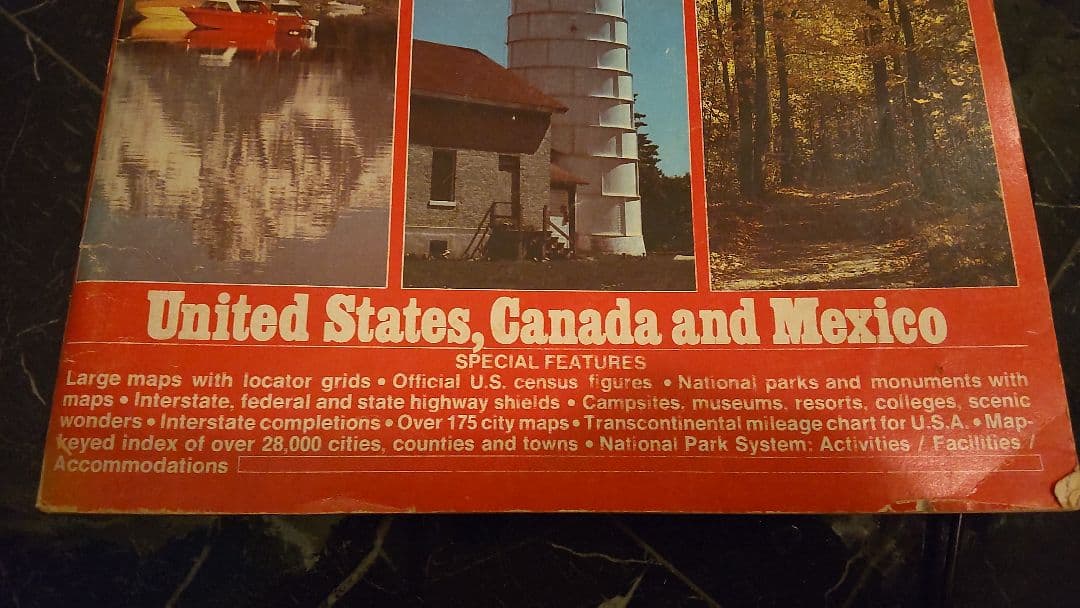 United States, Canada and Mexico
SPECIAL FEATURES
Large maps with locator grids • Official U.S. census figures • National parks and monuments with
maps • Interstate, federal and state highway shields • Campsites, museums, resorts, colleges, scenic
wonders • Interstate completions • Over 175 city maps • Transcontinental mileage chart for U.S.A. • Map-
keyed index of over 28,000 cities, counties and towns • National Park System: Activities / Facilities /
Accommodations